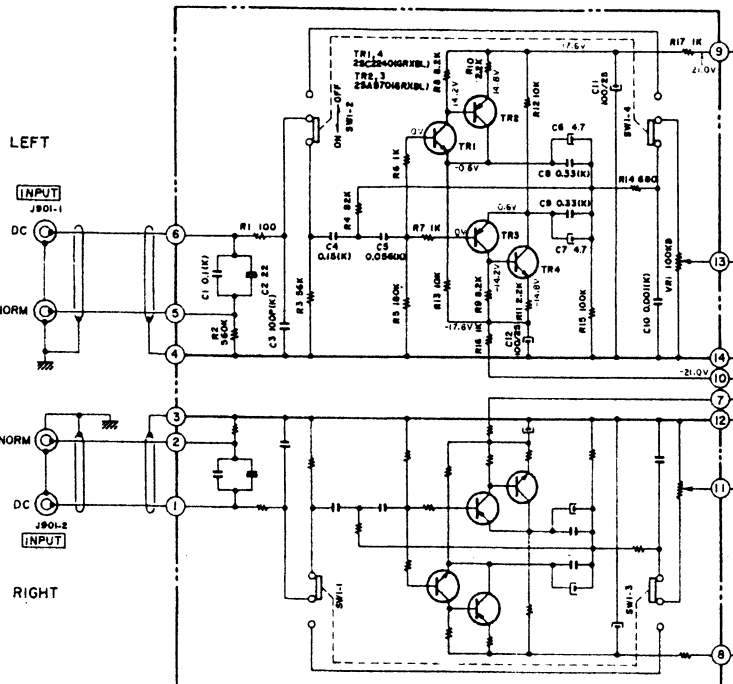 17.6V
R17 1K
9
21.0V
TR1, 4
2SC2240(GRXBL)
TR2, 3
2SA970(GRXBL)
R8 8.2K
R10 2.2K
14.2V
14.8V
R12 10K
C11 100/25
ON ← OFF
SW1-2
SW1-4
LEFT
0V
TR1
TR2
C6 4.7
-0.6V
C8 0.33(K)
R6 1K
R14 680
INPUT
J901-1
DC
6
R1 100
R4 82K
C9 0.33(K)
0.6V
C7 4.7
R7 1K
0V
TR3
TR4
C4 0.15(K)
C5 0.056(K)
VR1 100KB
13
C1 0.1(K)
C2 22
R3 56K
R5 180K
R13 10K
-14.2V
R9 8.2K
R11 2.2K
-14.8V
R15 100K
C10 0.001(K)
NORM
5
R2 560K
C3 100P(K)
-17.6V
R16 1K
C12 100/25
4
14
-21.0V
10
7
3
12
NORM
2
DC
1
11
J901-2
INPUT
RIGHT
SW1-1
SW1-3
8